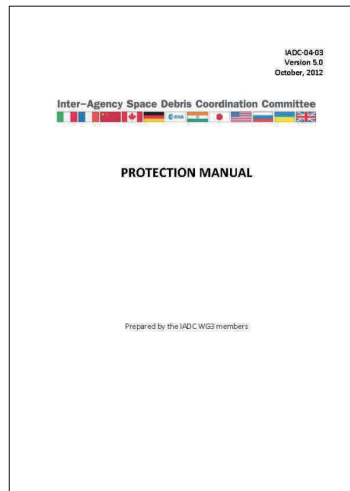 IADC-04-03
Version 5.0
October, 2012
Inter-Agency Space Debris Coordination Committee
esa
PROTECTION MANUAL
Prepared by the IADC WG3 members